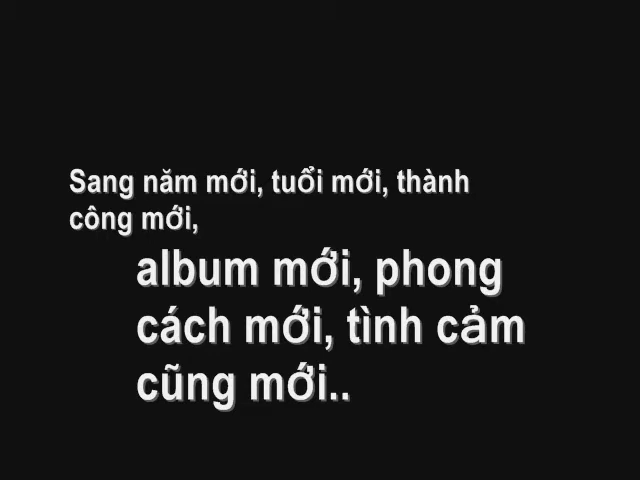 Sang năm mới, tuổi mới, thành
công mới,
album mới, phong
cách mới, tình cảm
cũng mới..